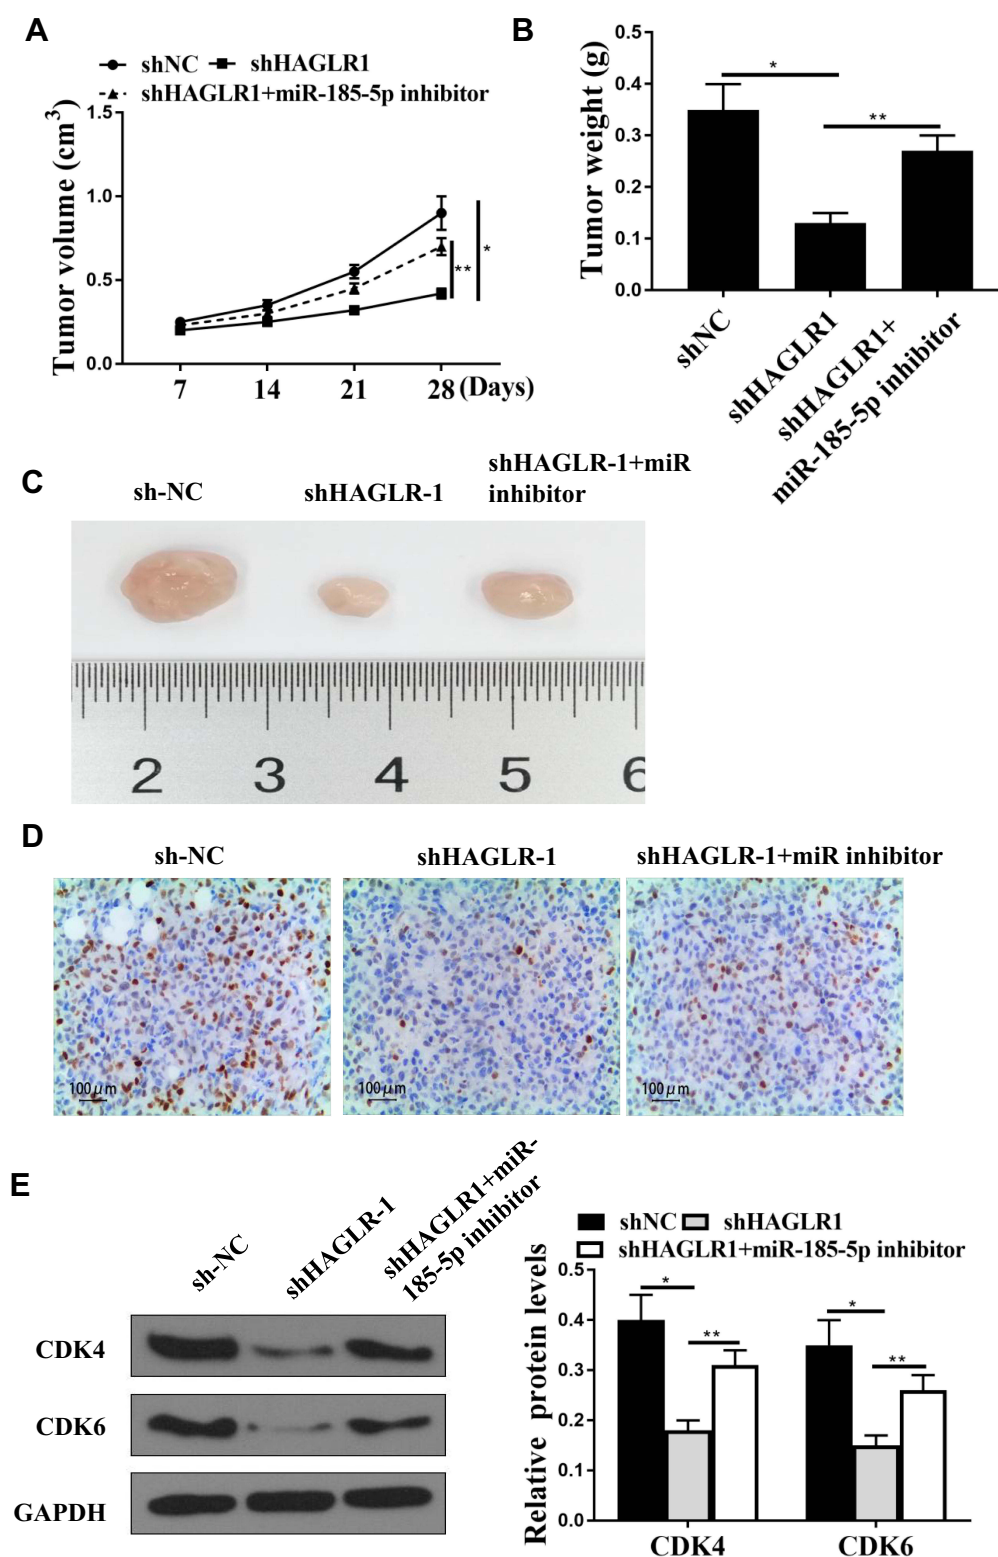 A
shNC shHAGLR1
shHAGLR1+miR-185-5p inhibitor
Tumor volume (cm3)
1.5
1.0
0.5
0.0
7 14 21 28 (Days)
**
*
B
Tumor weight (g)
0.5
0.4
0.3
0.2
0.1
0.0
*
**
shNC
shHAGLR1
shHAGLR1+
miR-185-5p inhibitor
C
sh-NC
shHAGLR-1
shHAGLR-1+miR
inhibitor
2 3 4 5 6
D
sh-NC
shHAGLR-1
shHAGLR-1+miR inhibitor
100μm
100μm
100μm
E
sh-NC
shHAGLR-1
shHAGLR1+miR-
185-5p inhibitor
CDK4
CDK6
GAPDH
shNC shHAGLR1
shHAGLR1+miR-185-5p inhibitor
Relative protein levels
0.5
0.4
0.3
0.2
0.1
0.0
*
**
*
**
CDK4 CDK6